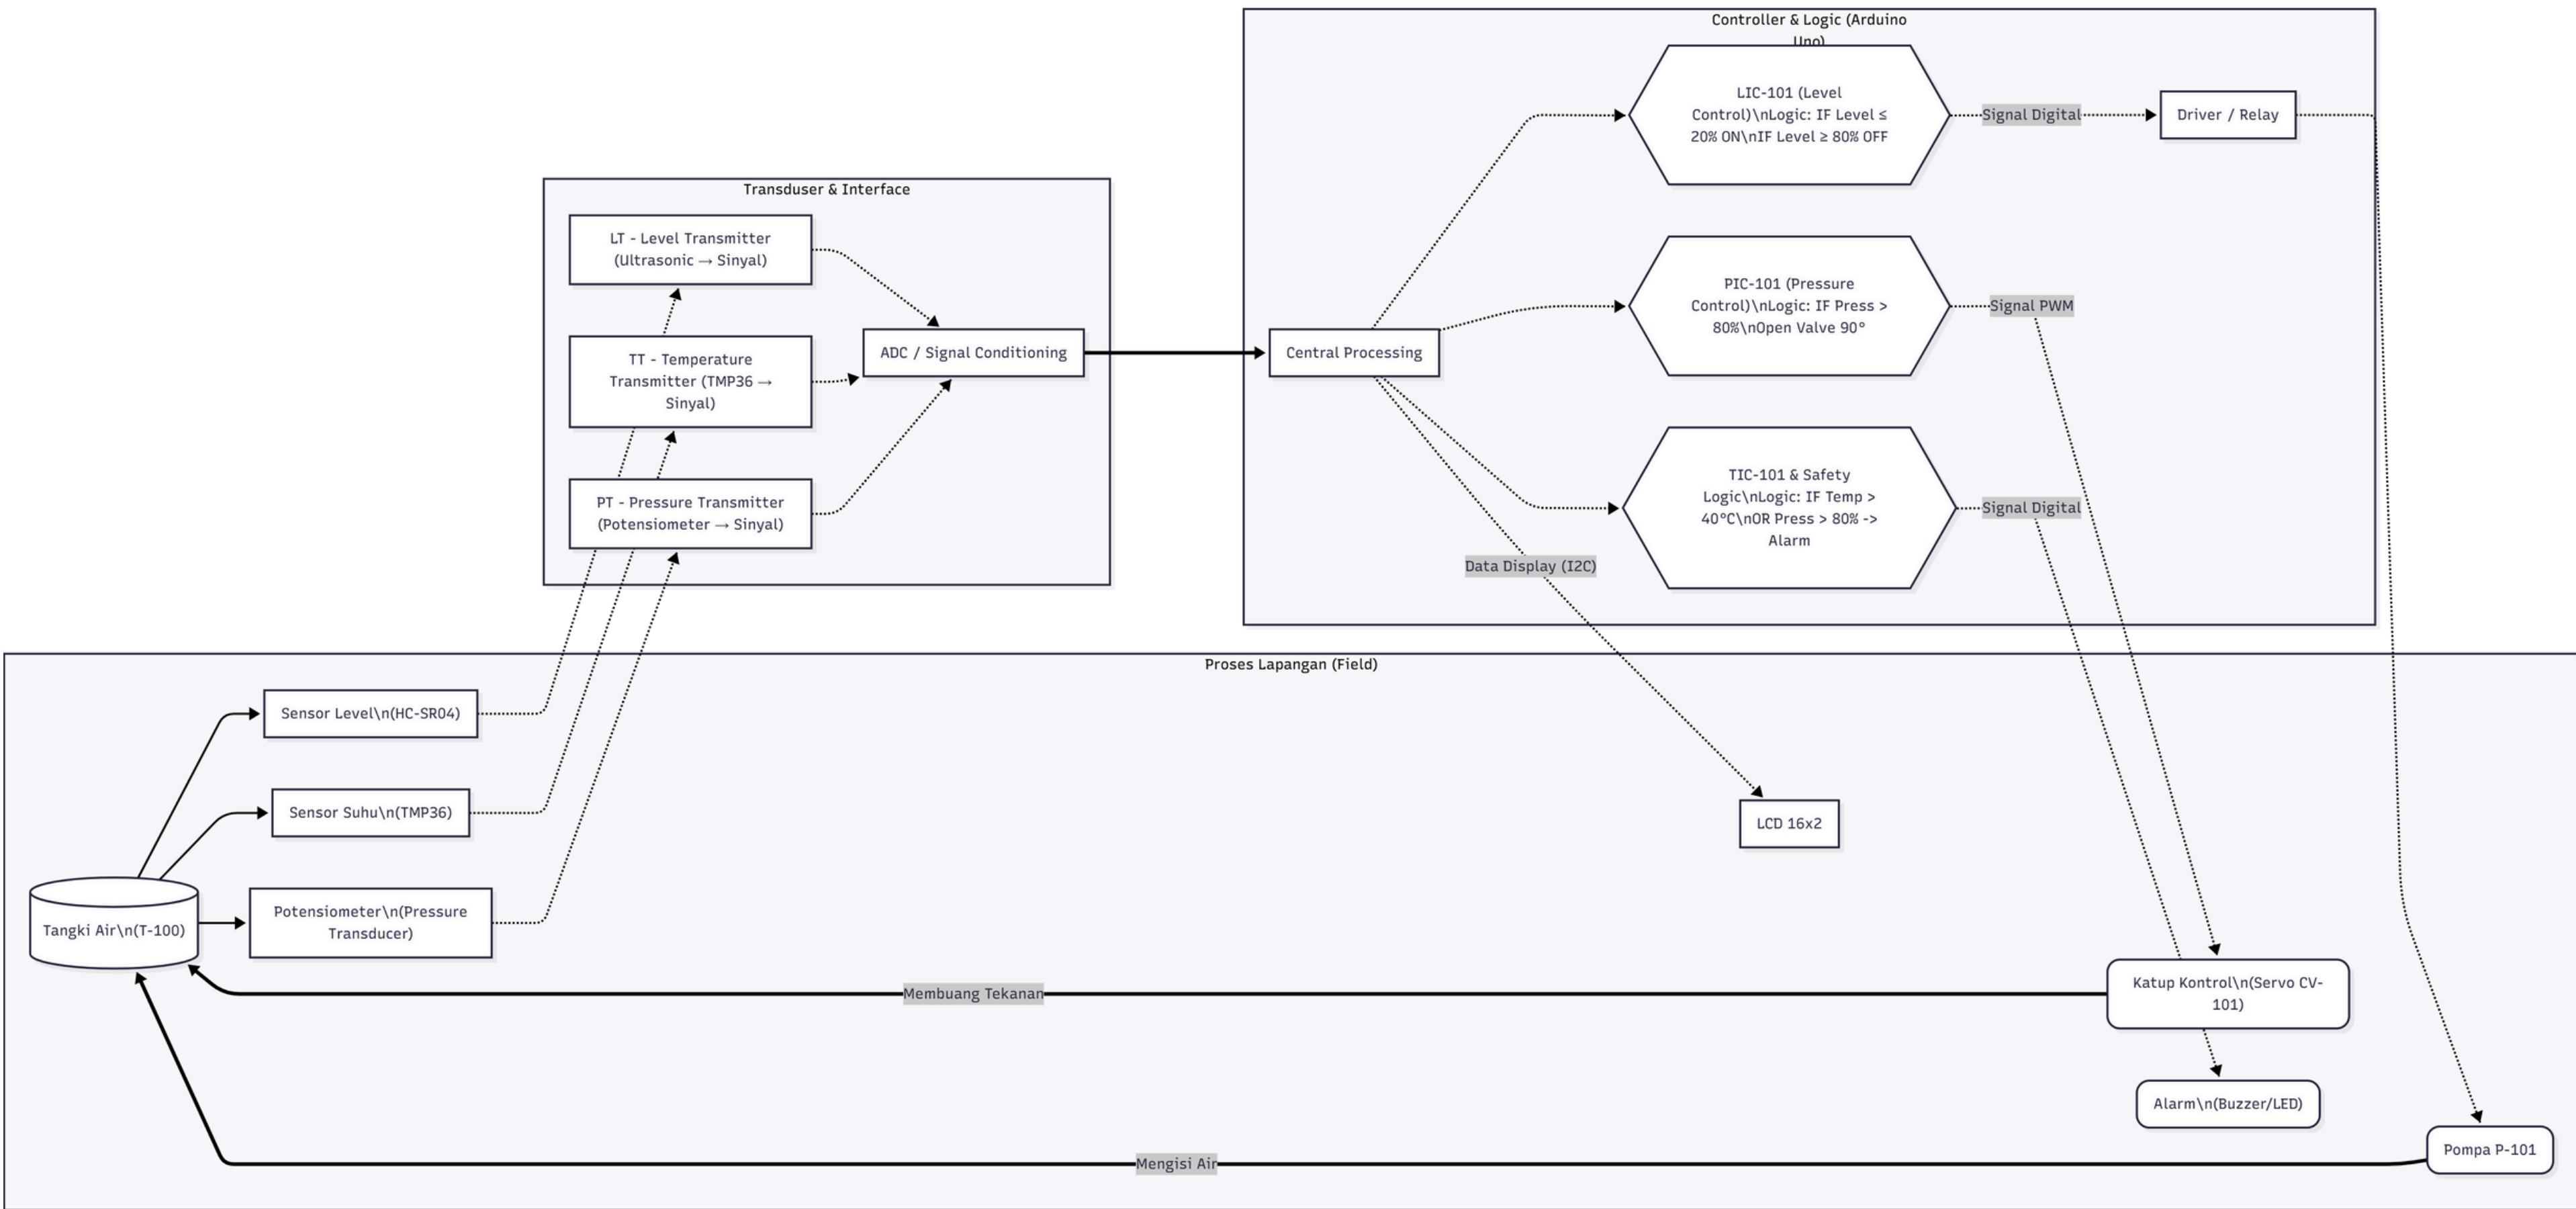 Controller & Logic (Arduino
Uno)
LIC-101 (Level
Control)\nLogic: IF Level ≤
20% ON\nIF Level ≥ 80% OFF
Signal Digital
Driver / Relay
Transduser & Interface
LT - Level Transmitter
(Ultrasonic → Sinyal)
TT - Temperature
Transmitter (TMP36 →
Sinyal)
PT - Pressure Transmitter
(Potensiometer → Sinyal)
ADC / Signal Conditioning
Central Processing
PIC-101 (Pressure
Control)\nLogic: IF Press >
80%\nOpen Valve 90°
Signal PWM
TIC-101 & Safety
Logic\nLogic: IF Temp >
40°C\nOR Press > 80% ->
Alarm
Signal Digital
Data Display (I2C)
Proses Lapangan (Field)
Sensor Level\n(HC-SR04)
Sensor Suhu\n(TMP36)
Tangki Air\n(T-100)
Potensiometer\n(Pressure
Transducer)
LCD 16x2
Membuang Tekanan
Katup Kontrol\n(Servo CV-
101)
Alarm\n(Buzzer/LED)
Mengisi Air
Pompa P-101